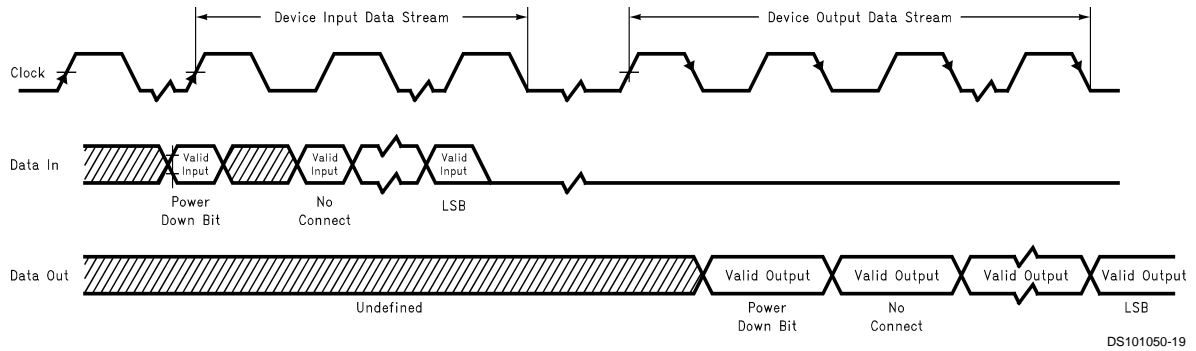 Device Input Data Stream
Device Output Data Stream
Clock
Data In
Valid
Input
Valid
Input
Valid
Input
Power
Down Bit
No
Connect
LSB
Data Out
Valid Output
Valid Output
Valid Output
Valid Output
Undefined
Power
Down Bit
No
Connect
LSB
DS101050-19